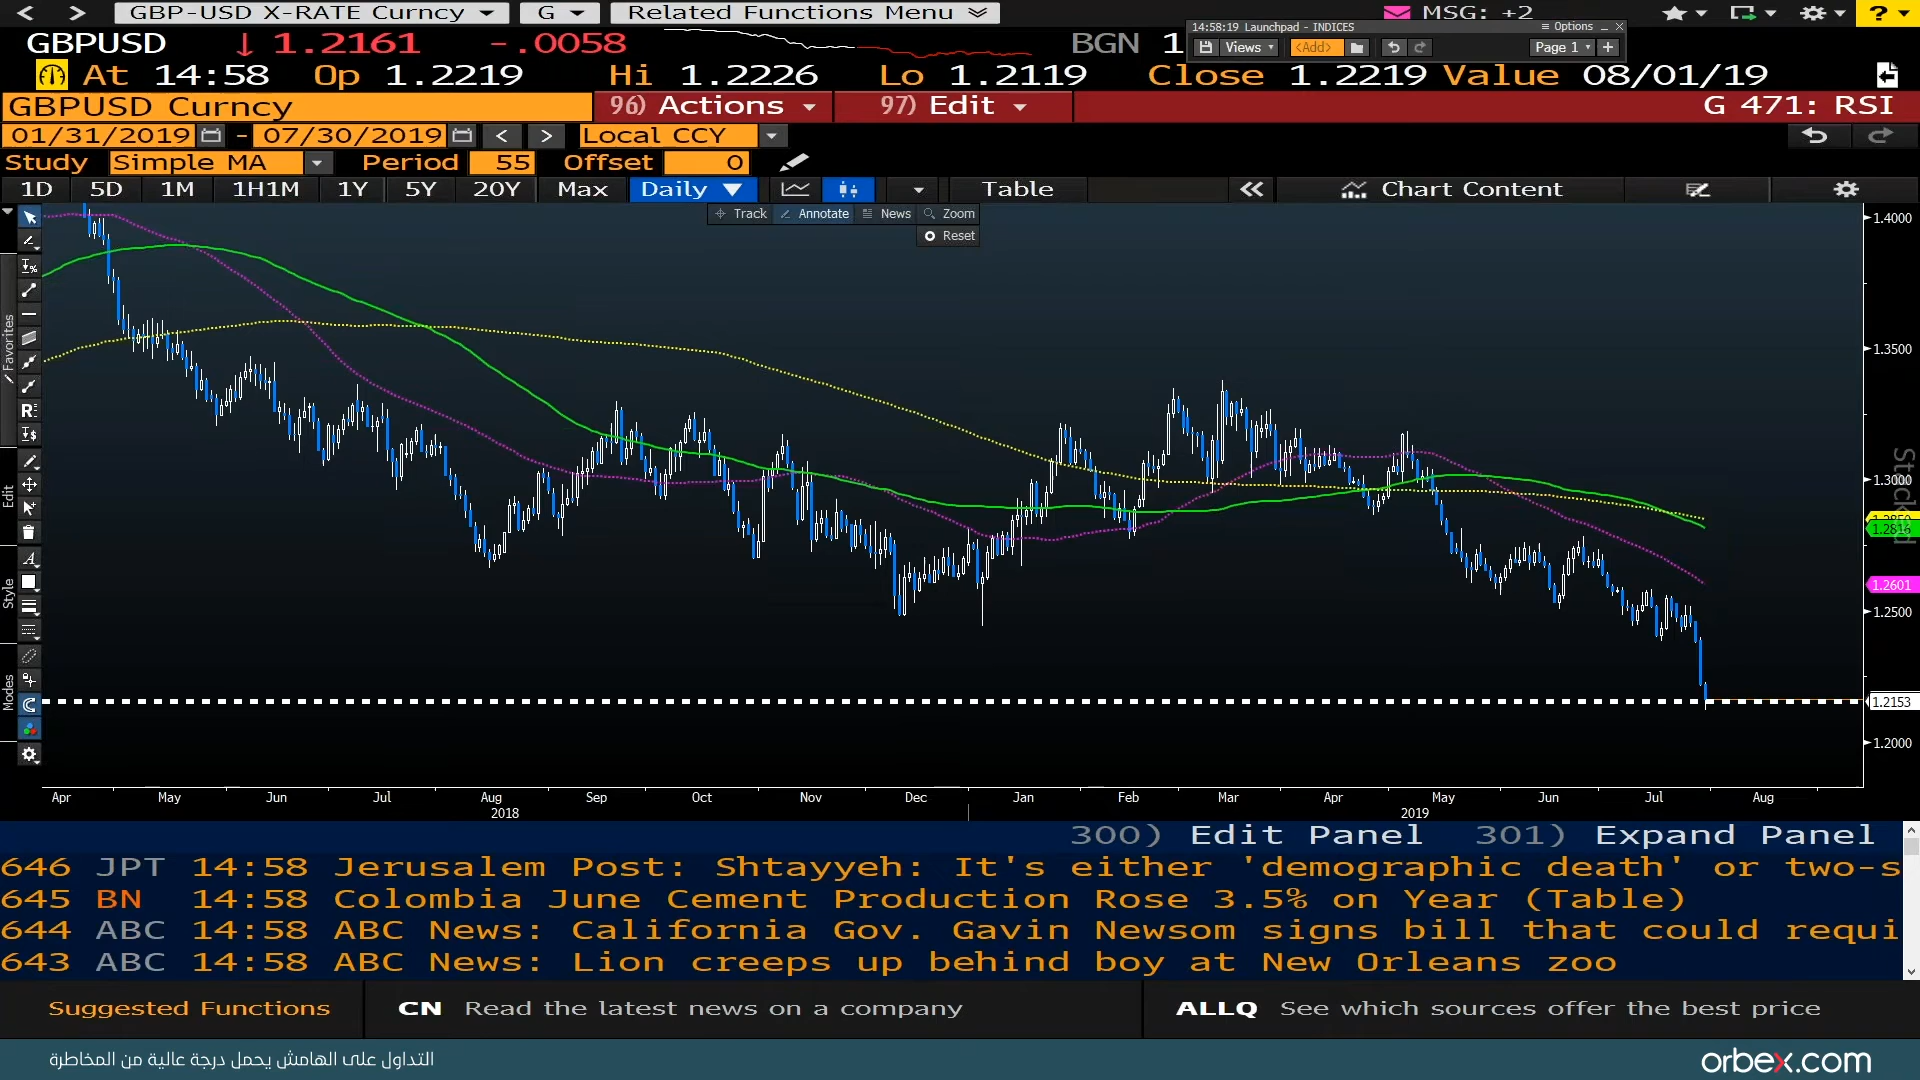 GBP-USD X-RATE Curncy G Related Functions Menu MSG: +2 ?
14:58:19 Launchpad - INDICES Options
Views <Add> Page 1 +
GBPUSD ↓ 1.2161 -.0058 BGN 1
At 14:58 Op 1.2219 Hi 1.2226 Lo 1.2119 Close 1.2219 Value 08/01/19
GBPUSD Curncy 96) Actions 97) Edit G 471: RSI
01/31/2019 - 07/30/2019 < > Local CCY
Study Simple MA Period 55 Offset 0
1D 5D 1M 1H1M 1Y 5Y 20Y Max Daily ▼ Table « Chart Content
Track Annotate News Zoom
Reset
Favorites
Edit
Style
Modes
1.4000
1.3500
1.3000
1.2816
1.2601
1.2500
1.2153
1.2000
Apr May Jun Jul Aug Sep Oct Nov Dec Jan Feb Mar Apr May Jun Jul Aug
2018 2019
300) Edit Panel 301) Expand Panel
646 JPT 14:58 Jerusalem Post: Shtayyeh: It's either 'demographic death' or two-s
645 BN 14:58 Colombia June Cement Production Rose 3.5% on Year (Table)
644 ABC 14:58 ABC News: California Gov. Gavin Newsom signs bill that could requi
643 ABC 14:58 ABC News: Lion creeps up behind boy at New Orleans zoo
Suggested Functions CN Read the latest news on a company ALLQ See which sources offer the best price
التداول على الهامش يحمل درجة عالية من المخاطرة
orbex.com